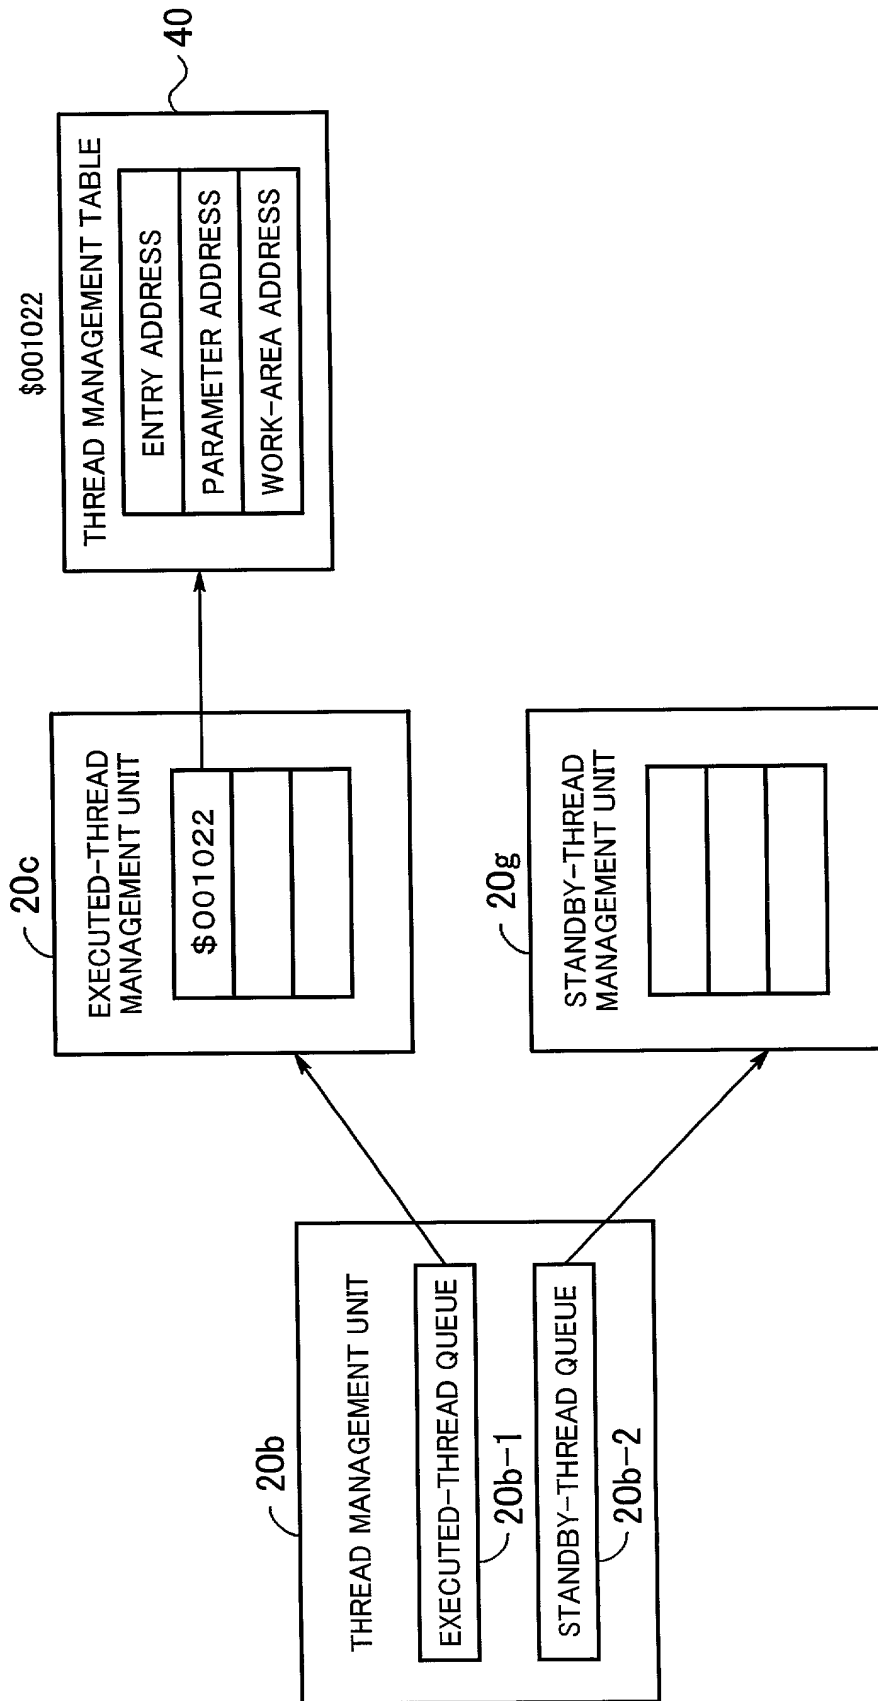 20b
THREAD MANAGEMENT UNIT
EXECUTED-THREAD QUEUE
20b-1
STANDBY-THREAD QUEUE
20b-2
20c
EXECUTED-THREAD
MANAGEMENT UNIT
$001022
20g
STANDBY-THREAD
MANAGEMENT UNIT
$001022
THREAD MANAGEMENT TABLE
ENTRY ADDRESS
PARAMETER ADDRESS
WORK-AREA ADDRESS
40